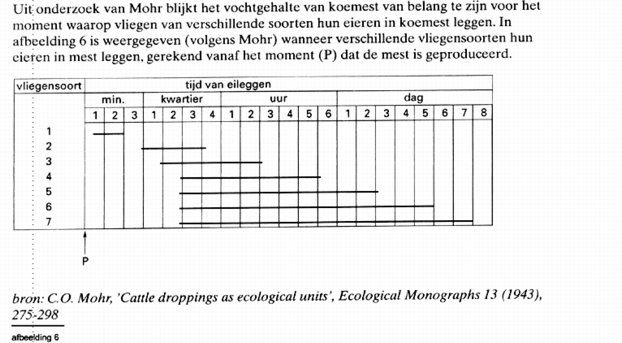 Uit onderzoek van Mohr blijkt het vochtgehalte van koemest van belang te zijn voor het
moment waarop vliegen van verschillende soorten hun eieren in koemest leggen. In
afbeelding 6 is weergegeven (volgens Mohr) wanneer verschillende vliegensoorten hun
eieren in mest leggen, gerekend vanaf het moment (P) dat de mest is geproduceerd.
vliegensoort tijd van eileggen
min. kwartier uur dag
1 2 3 1 2 3 4 1 2 3 4 5 6 1 2 3 4 5 6 7 8
1
2
3
4
5
6
7
P
bron: C.O. Mohr, 'Cattle droppings as ecological units', Ecological Monographs 13 (1943),
275-298
afbeelding 6